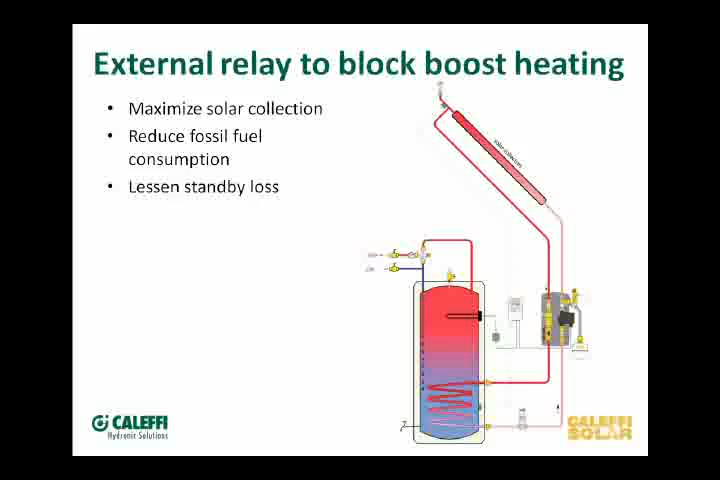 External relay to block boost heating
• Maximize solar collection
• Reduce fossil fuel
consumption
• Lessen standby loss
solar collectors
CALEFFI
Hydronic Solutions
CALEFFI
SOLAR